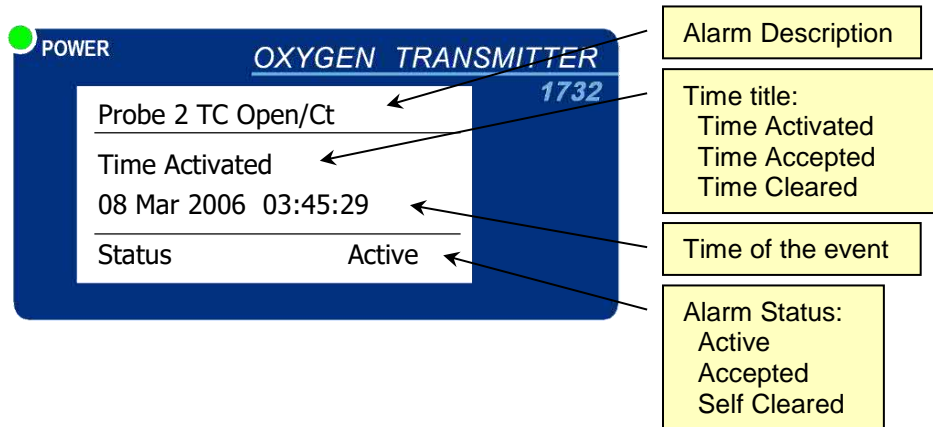 POWER
OXYGEN TRANSMITTER
1732
Probe 2 TC Open/Ct
Time Activated
08 Mar 2006 03:45:29
Status Active
Alarm Description
Time title:
Time Activated
Time Accepted
Time Cleared
Time of the event
Alarm Status:
Active
Accepted
Self Cleared